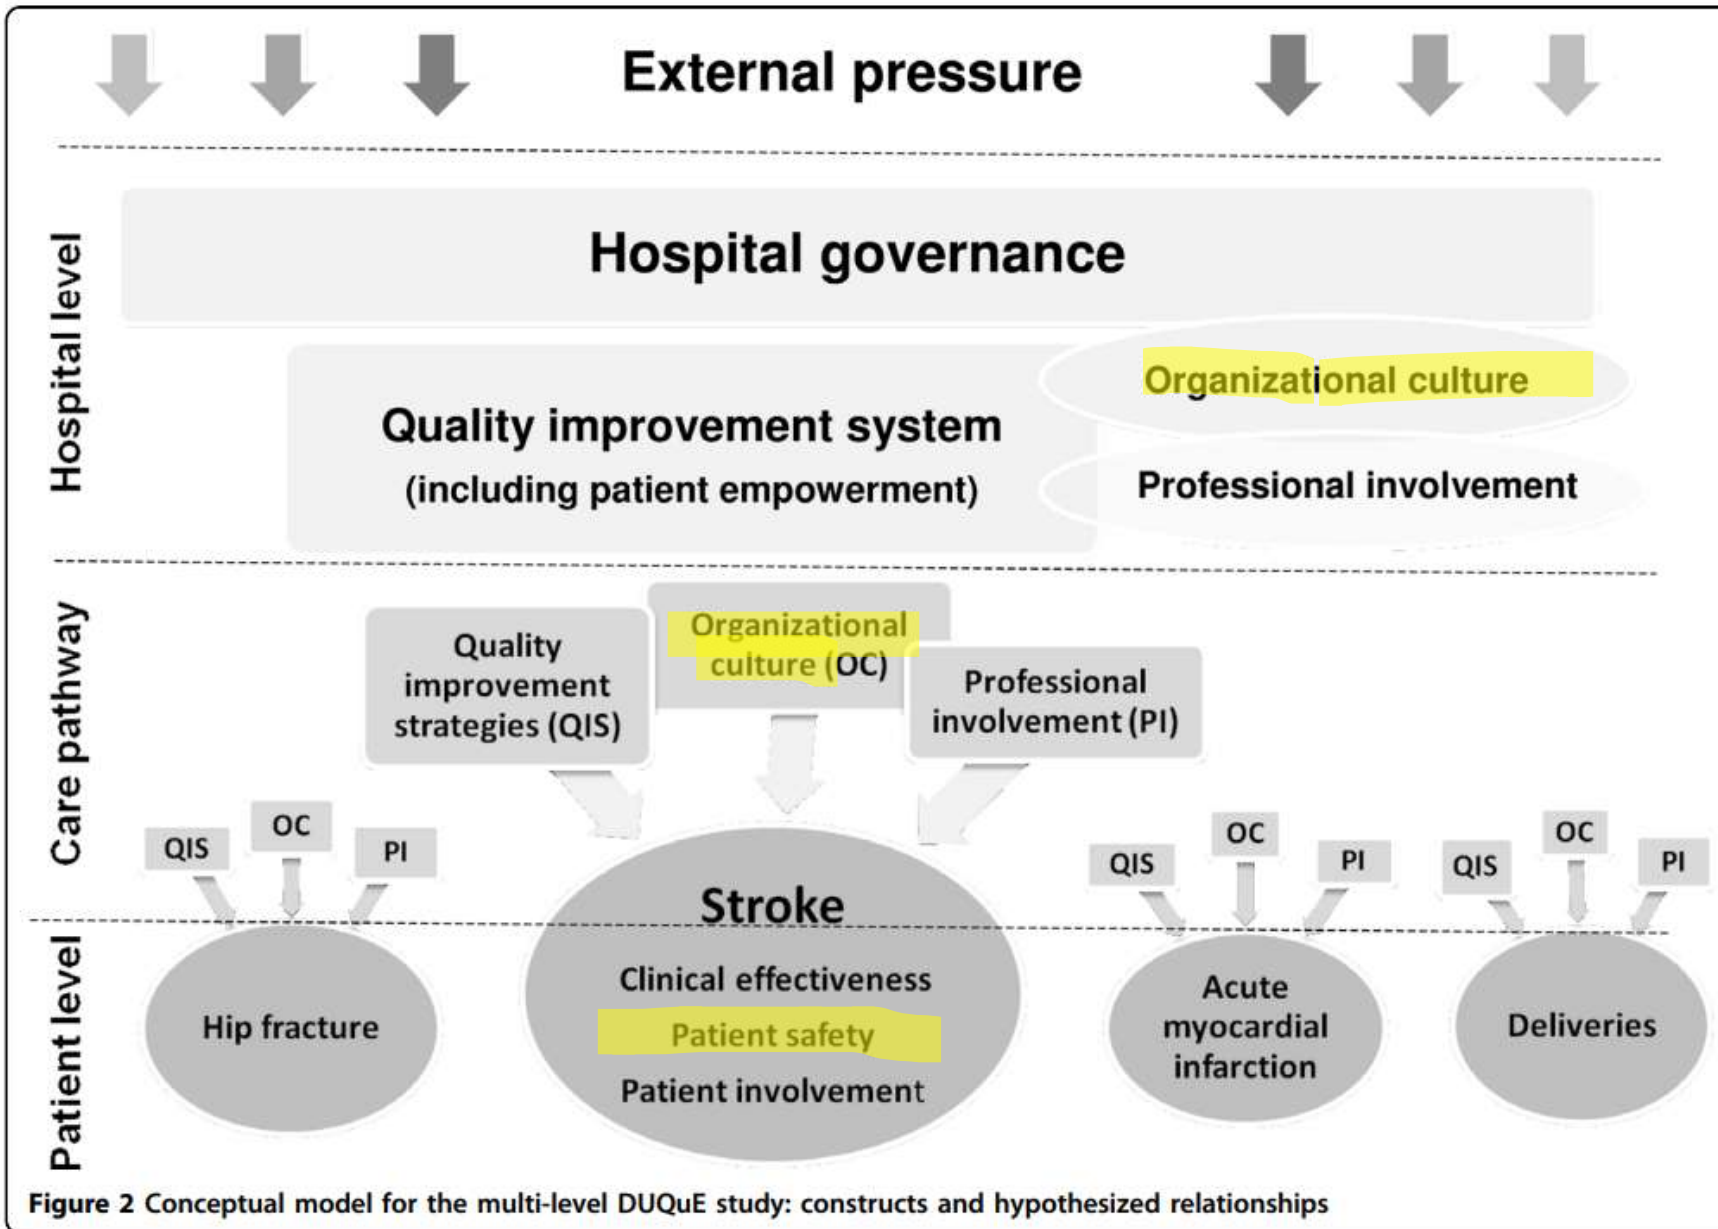 External pressure
Hospital level
Hospital governance
Organizational culture
Quality improvement system
(including patient empowerment)
Professional involvement
Care pathway
Quality
improvement
strategies (QIS)
Organizational
culture (OC)
Professional
involvement (PI)
QIS
OC
PI
QIS
OC
PI
QIS
OC
PI
Patient level
Hip fracture
Stroke
Clinical effectiveness
Patient safety
Patient involvement
Acute
myocardial
infarction
Deliveries
Figure 2 Conceptual model for the multi-level DUQuE study: constructs and hypothesized relationships